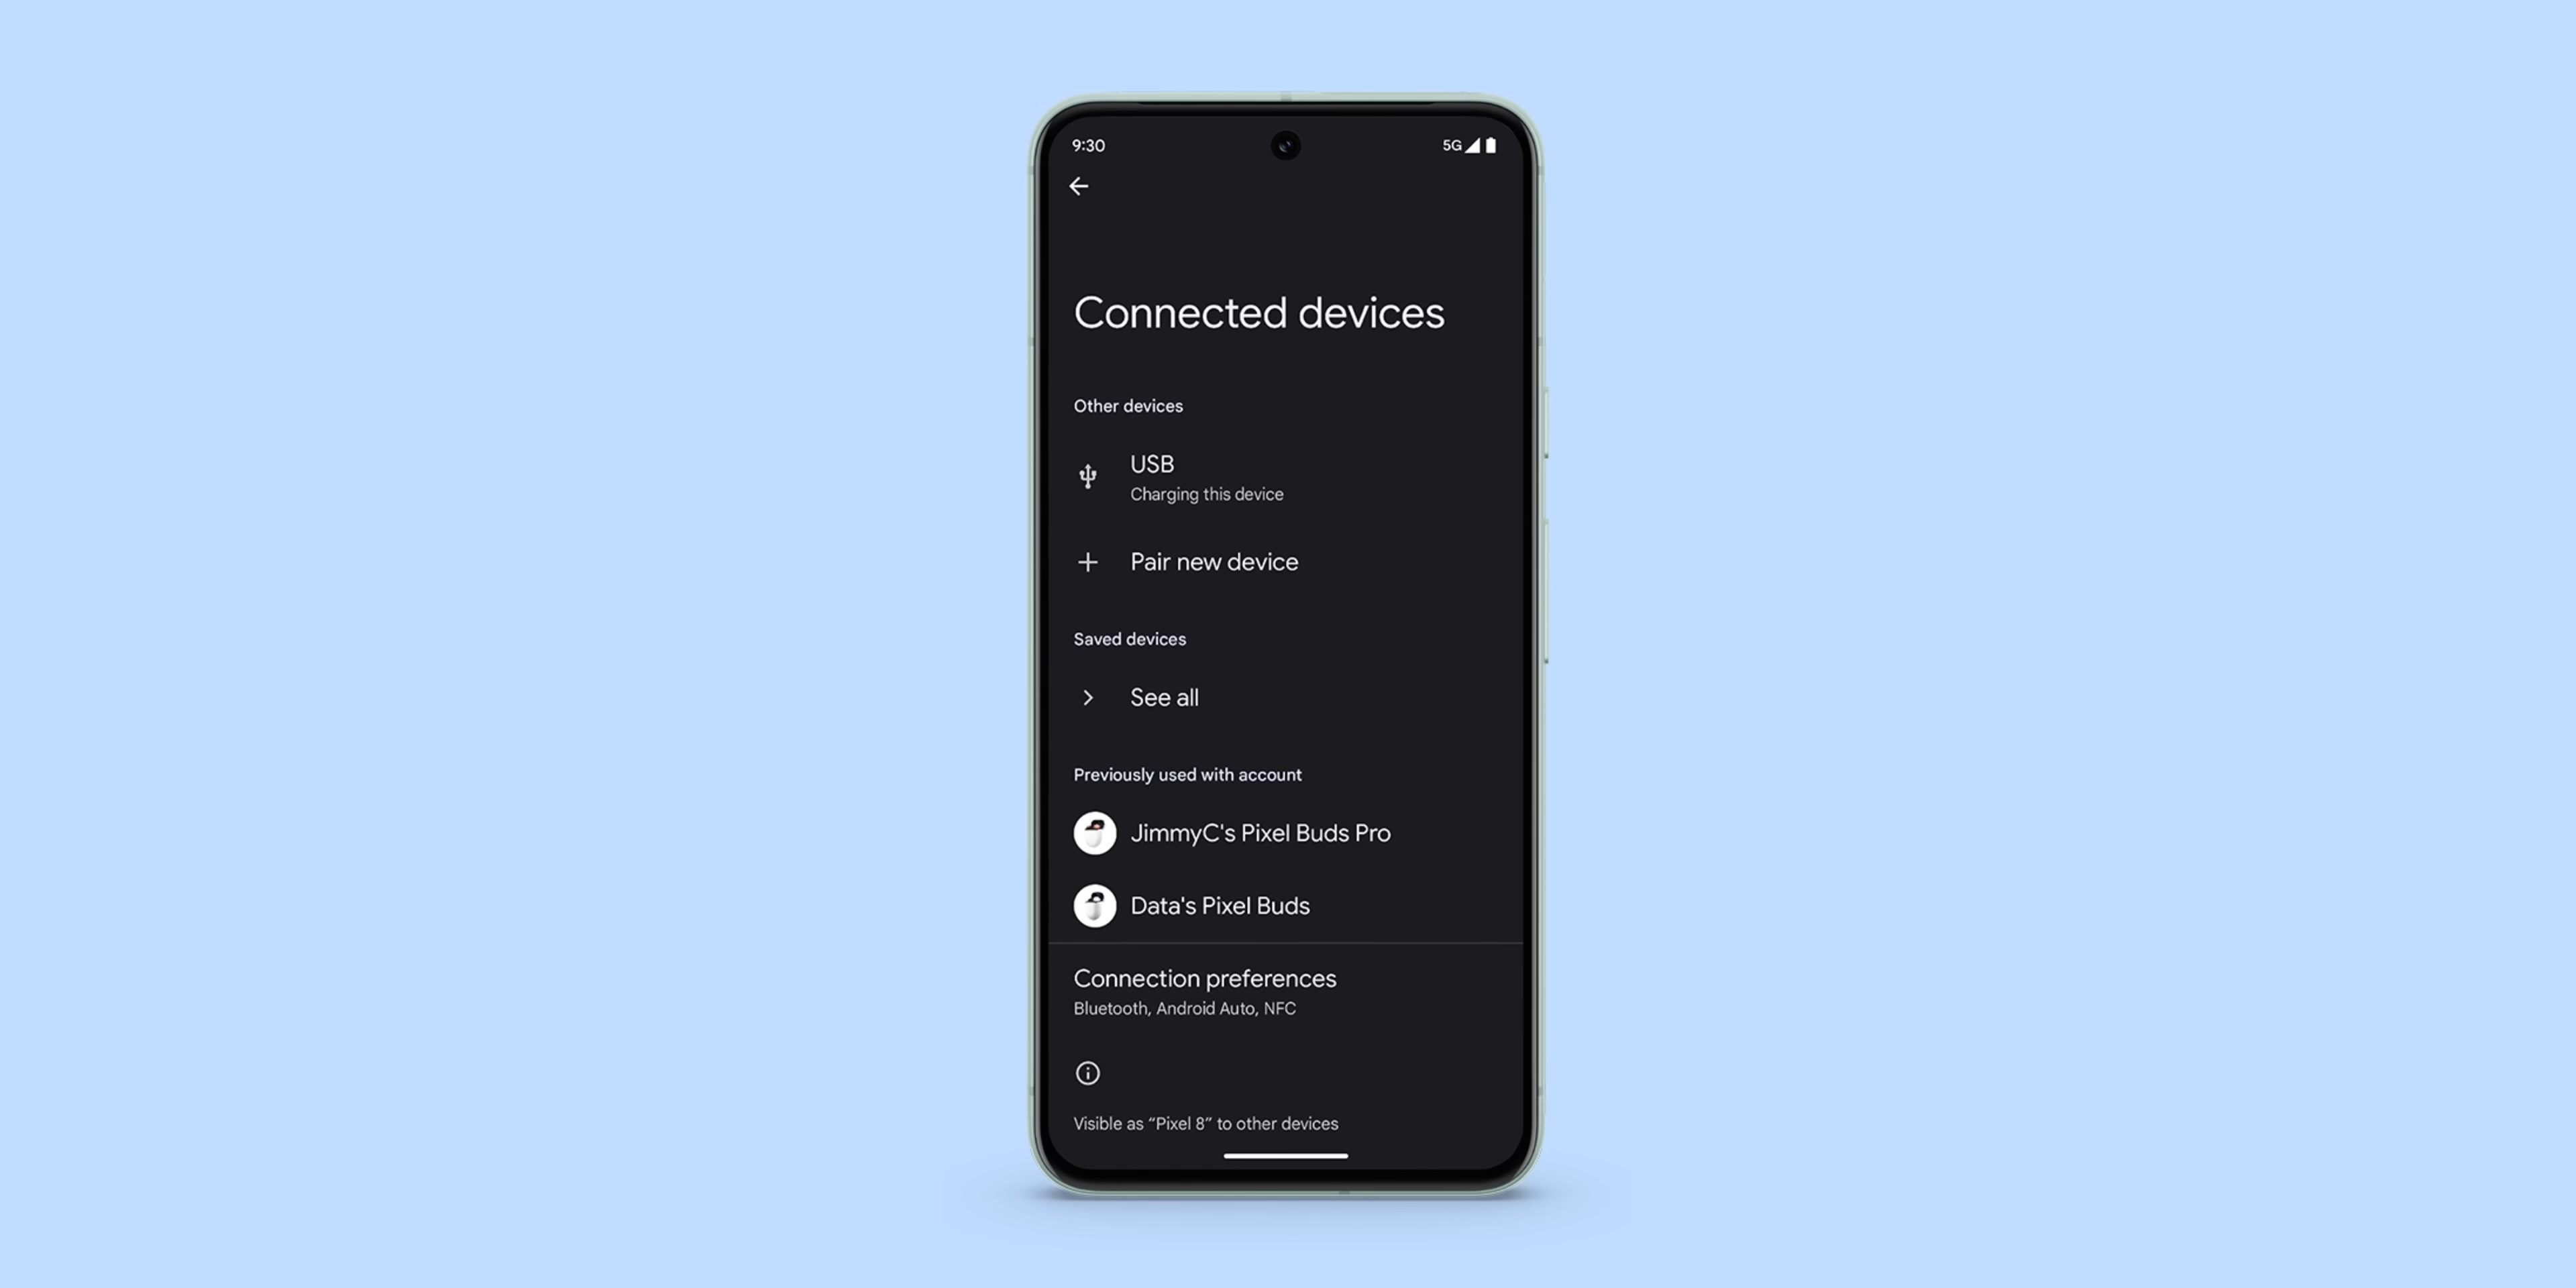 9:30
5G
Connected devices
Other devices
USB
Charging this device
Pair new device
Saved devices
See all
Previously used with account
JimmyC's Pixel Buds Pro
Data's Pixel Buds
Connection preferences
Bluetooth, Android Auto, NFC
Visible as “Pixel 8” to other devices